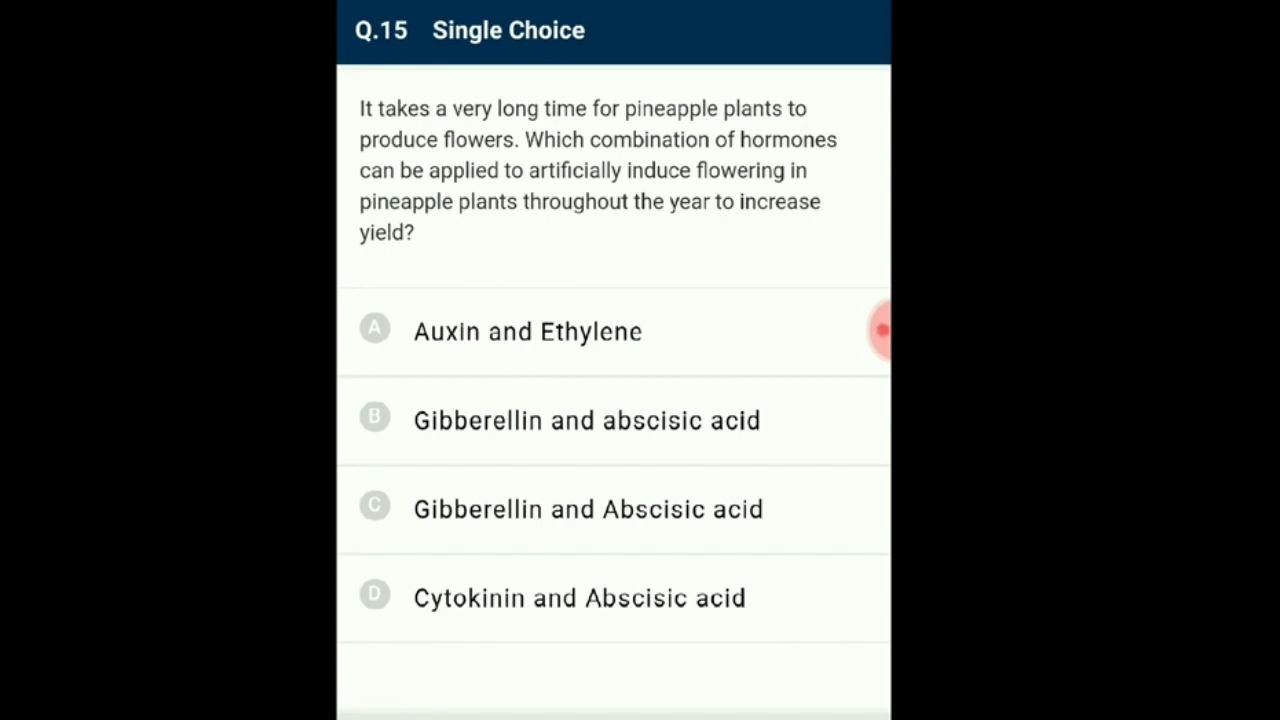 Q.15 Single Choice
It takes a very long time for pineapple plants to
produce flowers. Which combination of hormones
can be applied to artificially induce flowering in
pineapple plants throughout the year to increase
yield?
A Auxin and Ethylene
B Gibberellin and abscisic acid
C Gibberellin and Abscisic acid
D Cytokinin and Abscisic acid